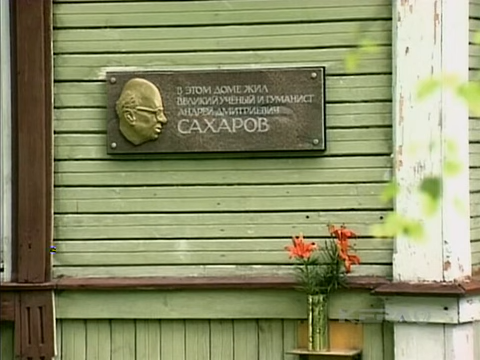 В ЭТОМ ДОМЕ ЖИЛ
ВЕЛИКИЙ УЧЕНЫЙ И ГУМАНИСТ
АНДРЕЙ ДМИТРИЕВИЧ
САХАРОВ